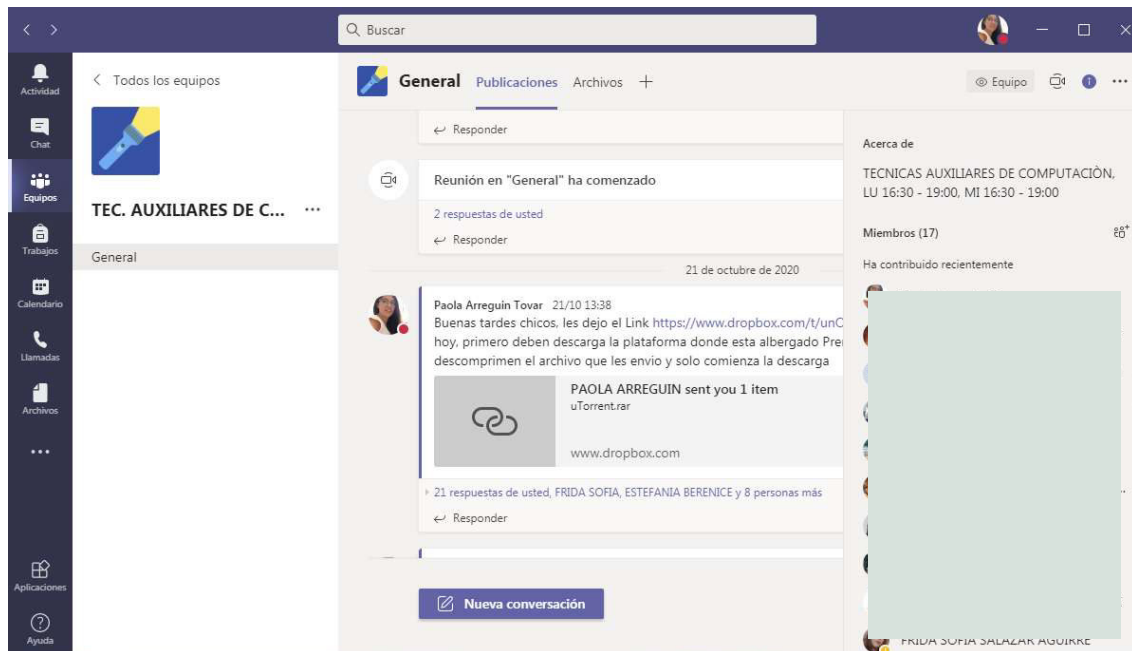 Buscar
Actividad
Chat
Equipos
Trabajos
Calendario
Llamadas
Archivos
Aplicaciones
Ayuda
Todos los equipos
TEC. AUXILIARES DE C... ...
General
General Publicaciones Archivos
Equipo
Responder
Reunión en "General" ha comenzado
2 respuestas de usted
Responder
21 de octubre de 2020
Paola Arreguin Tovar 21/10 13:38
Buenas tardes chicos, les dejo el Link https://www.dropbox.com/t/unC
hoy, primero deben descarga la plataforma donde esta albergado Prer
descomprimen el archivo que les envio y solo comienza la descarga
PAOLA ARREGUIN sent you 1 item
uTorrent.rar
www.dropbox.com
21 respuestas de usted, FRIDA SOFIA, ESTEFANIA BERENICE y 8 personas más
Responder
Nueva conversación
Acerca de
TECNICAS AUXILIARES DE COMPUTACIÒN,
LU 16:30 - 19:00, MI 16:30 - 19:00
Miembros (17)
Ha contribuido recientemente
FRIDA SOFIA SALAZAR AGUIRRE